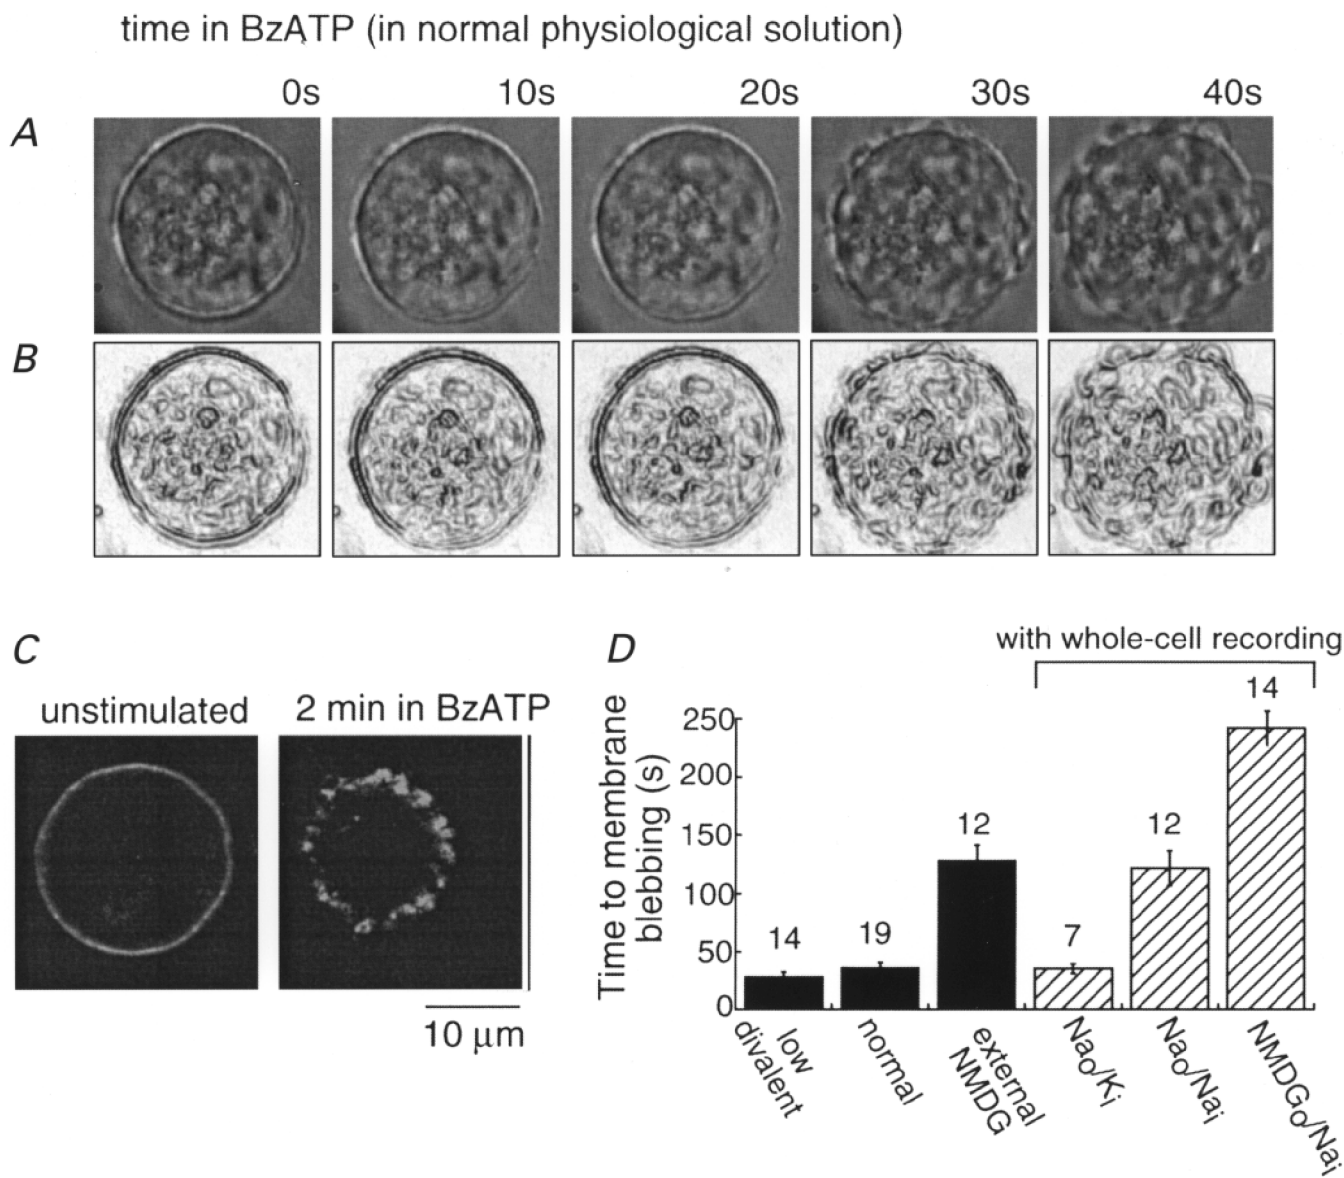 time in BzATP (in normal physiological solution)
0s 10s 20s 30s 40s
A
B
C
unstimulated 2 min in BzATP
10 μm
D
with whole-cell recording
Time to membrane
blebbing (s)
250
200
150
100
50
0
14
19
12
7
12
14
low
divalent
normal
external
NMDG
Nao/Ki
Nao/Nai
NMDGo/Nai